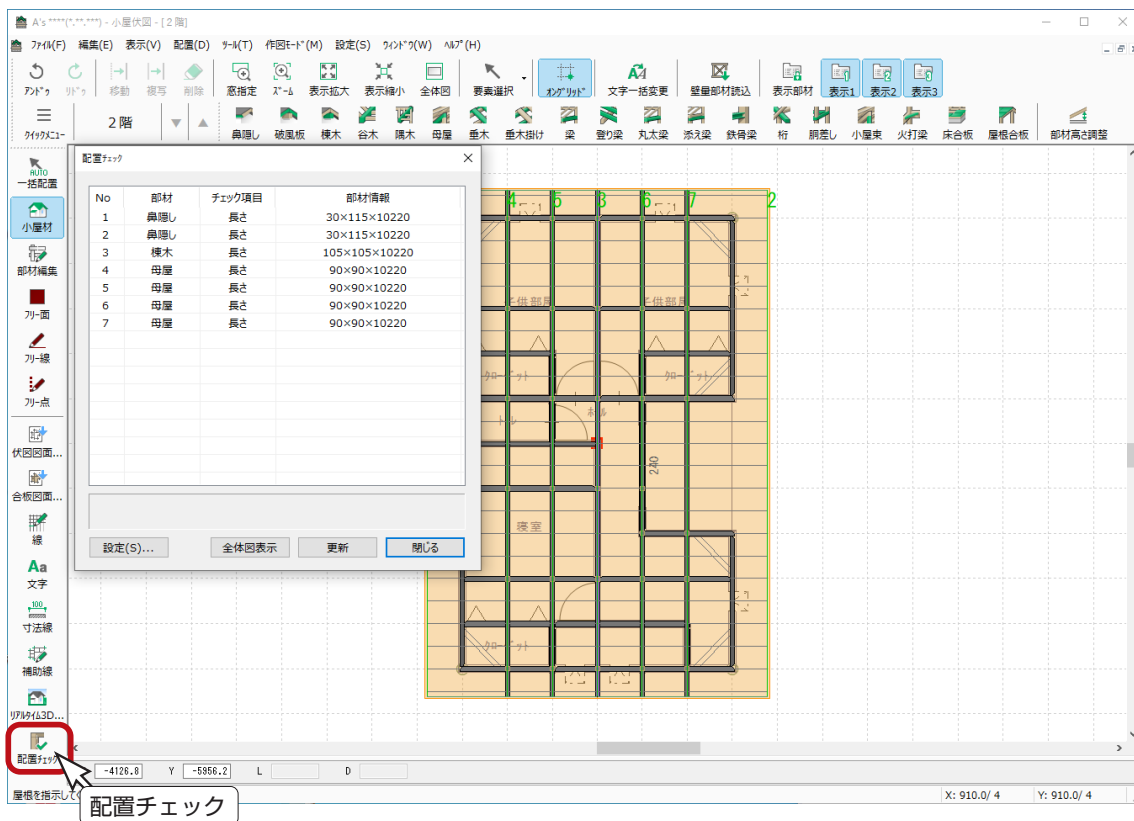 A's ****(*.**.***) - 小屋伏図 - [２階]
ﾌｧｲﾙ(F) 編集(E) 表示(V) 配置(D) ﾂｰﾙ(T) 作図ﾓｰﾄﾞ(M) 設定(S) ｳｨﾝﾄﾞｳ(W) ﾍﾙﾌﾟ(H)
ｱﾝﾄﾞｩ ﾘﾄﾞｩ 移動 複写 削除 窓指定 ｽﾞｰﾑ 表示拡大 表示縮小 全体図 要素選択 ｵﾝｸﾞﾘｯﾄﾞ 文字一括変更 壁量部材読込 表示部材 表示1 表示2 表示3
ｸｲｯｸﾒﾆｭｰ 2階 ▼ ▲ 鼻隠し 破風板 棟木 谷木 隅木 母屋 垂木 垂木掛け 梁 登り梁 丸太梁 添え梁 鉄骨梁 桁 胴差し 小屋束 火打梁 床合板 屋根合板 部材高さ調整
AUTO
一括配置
小屋材
部材編集
ﾌﾘｰ面
ﾌﾘｰ線
ﾌﾘｰ点
伏図図面...
合板図面...
線
Aa
文字
100
寸法線
補助線
ﾘｱﾙﾀｲﾑ3D...
配置ﾁｪｯｸ
配置ﾁｪｯｸ
No 部材 チェック項目 部材情報
1 鼻隠し 長さ 30×115×10220
2 鼻隠し 長さ 30×115×10220
3 棟木 長さ 105×105×10220
4 母屋 長さ 90×90×10220
5 母屋 長さ 90×90×10220
6 母屋 長さ 90×90×10220
7 母屋 長さ 90×90×10220
設定(S)... 全体図表示 更新 閉じる
4 5 3 6 7 2
子供部屋 子供部屋
ｸﾛｰｾﾞｯﾄ ｸﾛｰｾﾞｯﾄ
ﾎｰﾙ
240
寝室
ｸﾛｰｾﾞｯﾄ
-4126.8 Y -5956.2 L D
屋根を指示して
X: 910.0/ 4 Y: 910.0/ 4
配置チェック